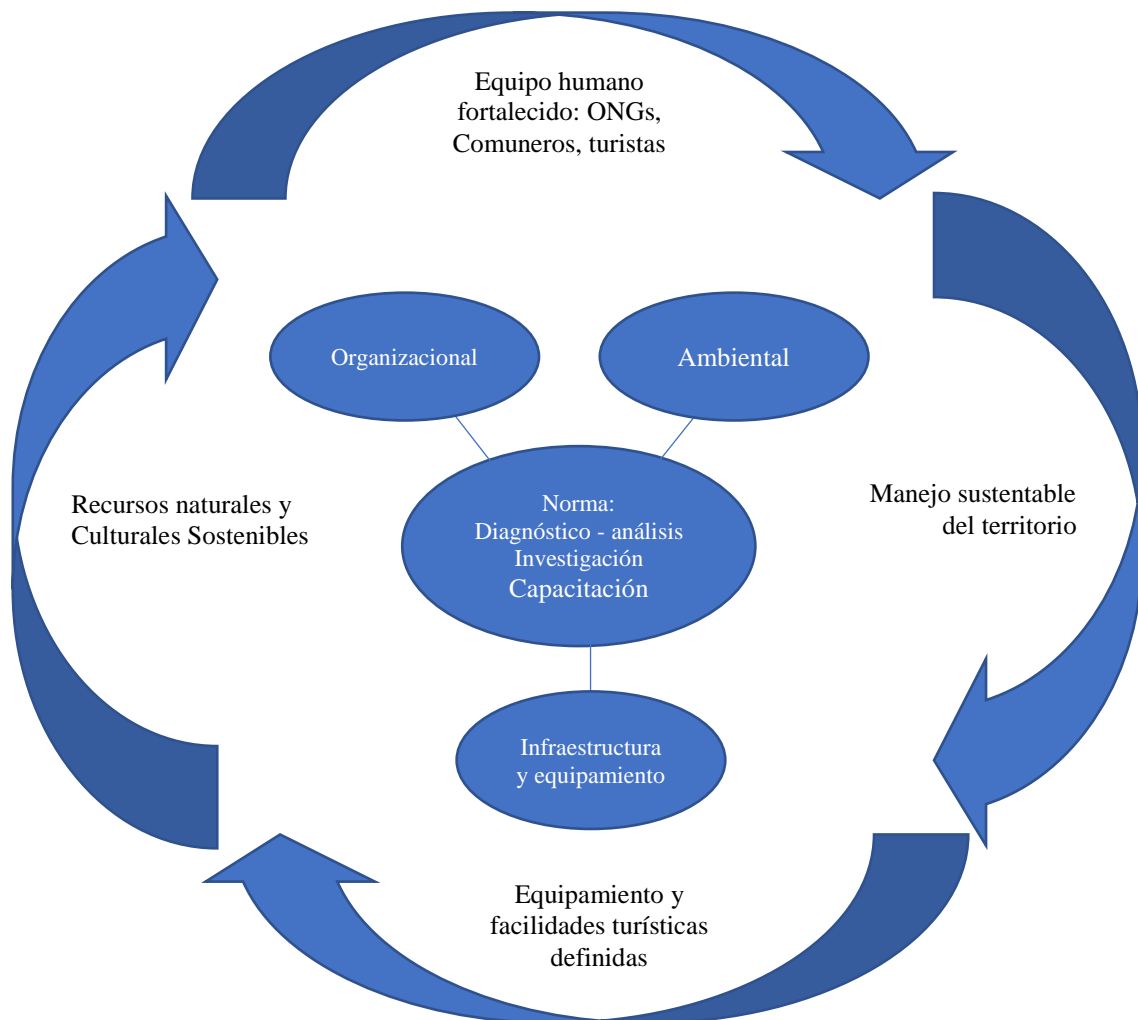 Equipo humano
fortalecido: ONGs,
Comuneros, turistas
Organizacional
Ambiental
Recursos naturales y
Culturales Sostenibles
Norma:
Diagnóstico - análisis
Investigación
Capacitación
Manejo sustentable
del territorio
Infraestructura
y equipamiento
Equipamiento y
facilidades turísticas
definidas